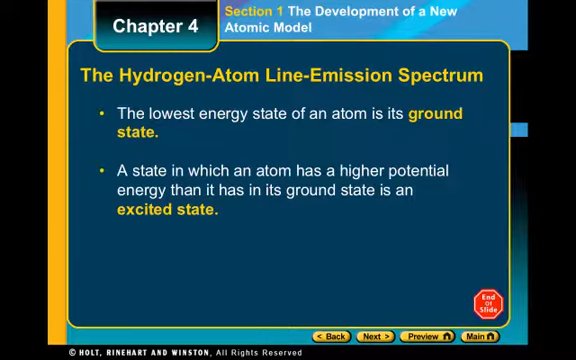 Chapter 4
Section 1 The Development of a New
Atomic Model
The Hydrogen-Atom Line-Emission Spectrum
• The lowest energy state of an atom is its ground
state.
• A state in which an atom has a higher potential
energy than it has in its ground state is an
excited state.
End
Of
Slide
< Back
Next >
Preview
Main
© HOLT, RINEHART AND WINSTON, All Rights Reserved